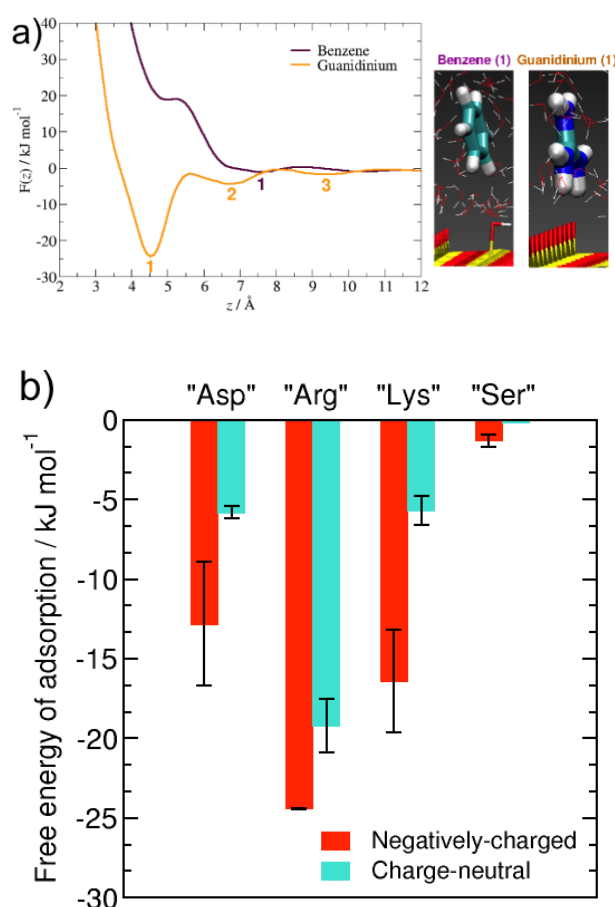 a)
Benzene
Guanidinium
Benzene (1)
Guanidinium (1)
F(z) / kJ mol⁻¹
40
30
20
10
0
-10
-20
-30
1
2
1
3
2 3 4 5 6 7 8 9 10 11 12
z / Å
b)
"Asp" "Arg" "Lys" "Ser"
Free energy of adsorption / kJ mol⁻¹
0
-5
-10
-15
-20
-25
-30
Negatively-charged
Charge-neutral